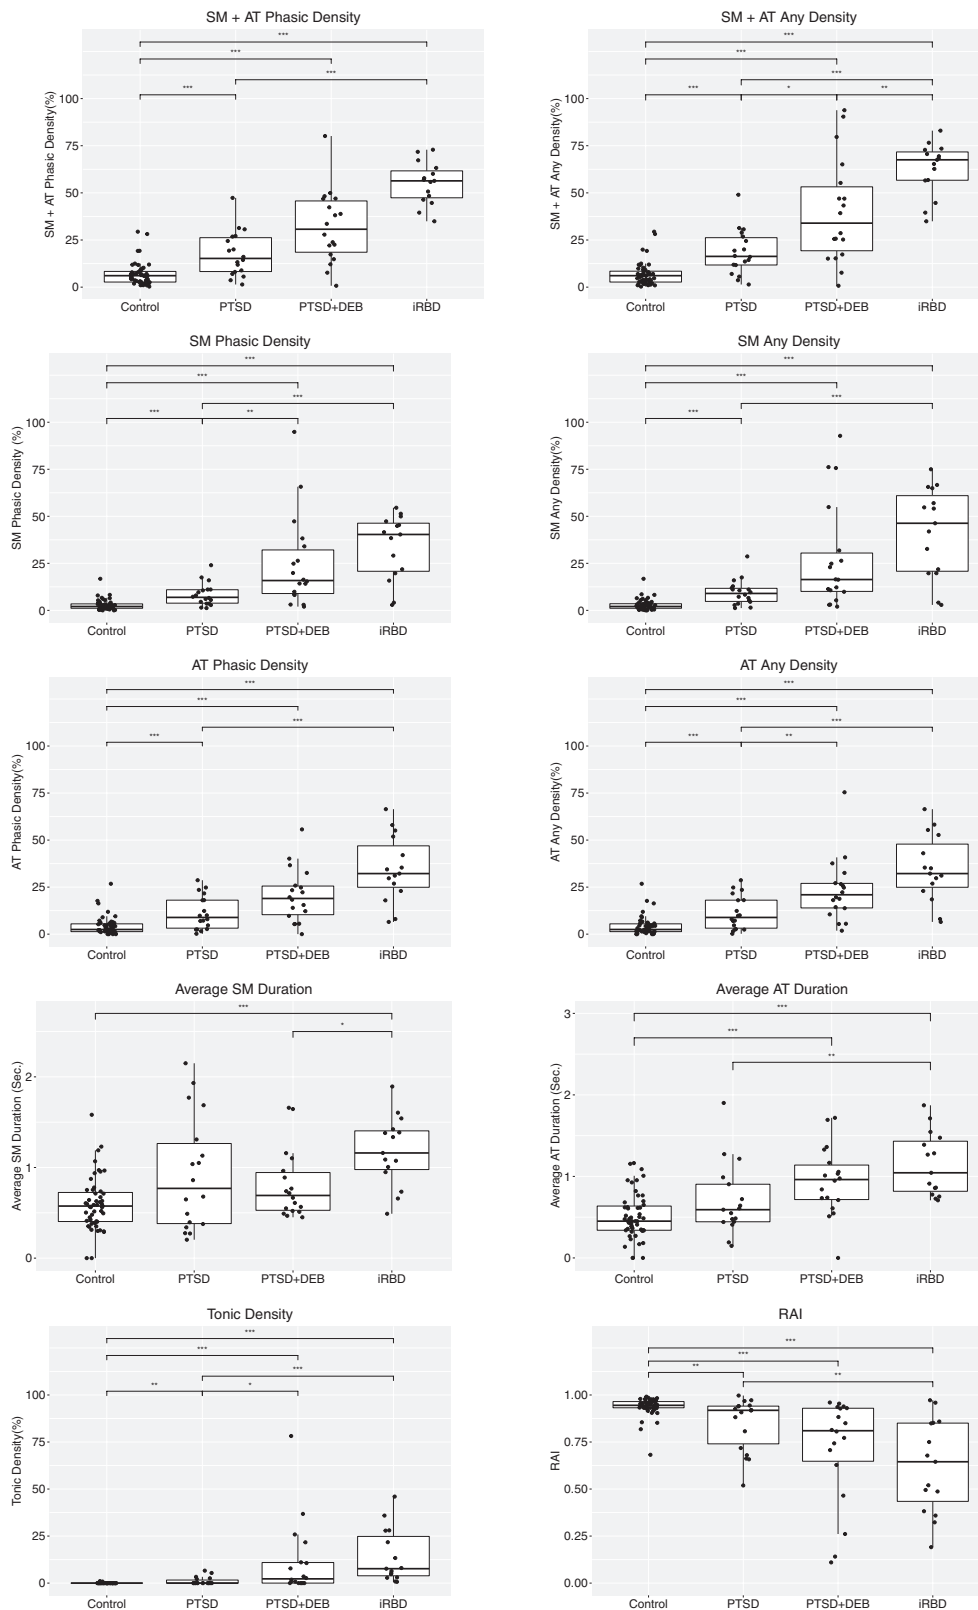 SM + AT Phasic Density
***
***
***
***
100
75
50
25
0
SM + AT Phasic Density(%)
Control PTSD PTSD+DEB iRBD
SM + AT Any Density
***
***
***
*** * **
100
75
50
25
0
SM + AT Any Density(%)
Control PTSD PTSD+DEB iRBD
SM Phasic Density
***
***
***
*** **
100
75
50
25
0
SM Phasic Density (%)
Control PTSD PTSD+DEB iRBD
SM Any Density
***
***
***
***
100
75
50
25
0
SM Any Density(%)
Control PTSD PTSD+DEB iRBD
AT Phasic Density
***
***
***
***
100
75
50
25
0
AT Phasic Density(%)
Control PTSD PTSD+DEB iRBD
AT Any Density
***
***
***
*** **
100
75
50
25
0
AT Any Density(%)
Control PTSD PTSD+DEB iRBD
Average SM Duration
***
*
2
1
0
Average SM Duration (Sec.)
Control PTSD PTSD+DEB iRBD
Average AT Duration
***
***
**
3
2
1
0
Average AT Duration (Sec.)
Control PTSD PTSD+DEB iRBD
Tonic Density
***
***
***
** *
100
75
50
25
0
Tonic Density(%)
Control PTSD PTSD+DEB iRBD
RAI
***
***
**
**
1.00
0.75
0.50
0.25
0.00
RAI
Control PTSD PTSD+DEB iRBD